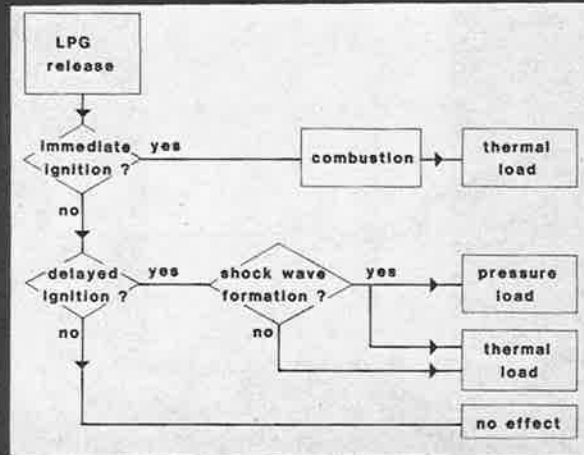 LPG
release
immediate
ignition ?
yes
combustion
thermal
load
no
delayed
ignition ?
yes
shock wave
formation ?
yes
pressure
load
no
no
thermal
load
no effect